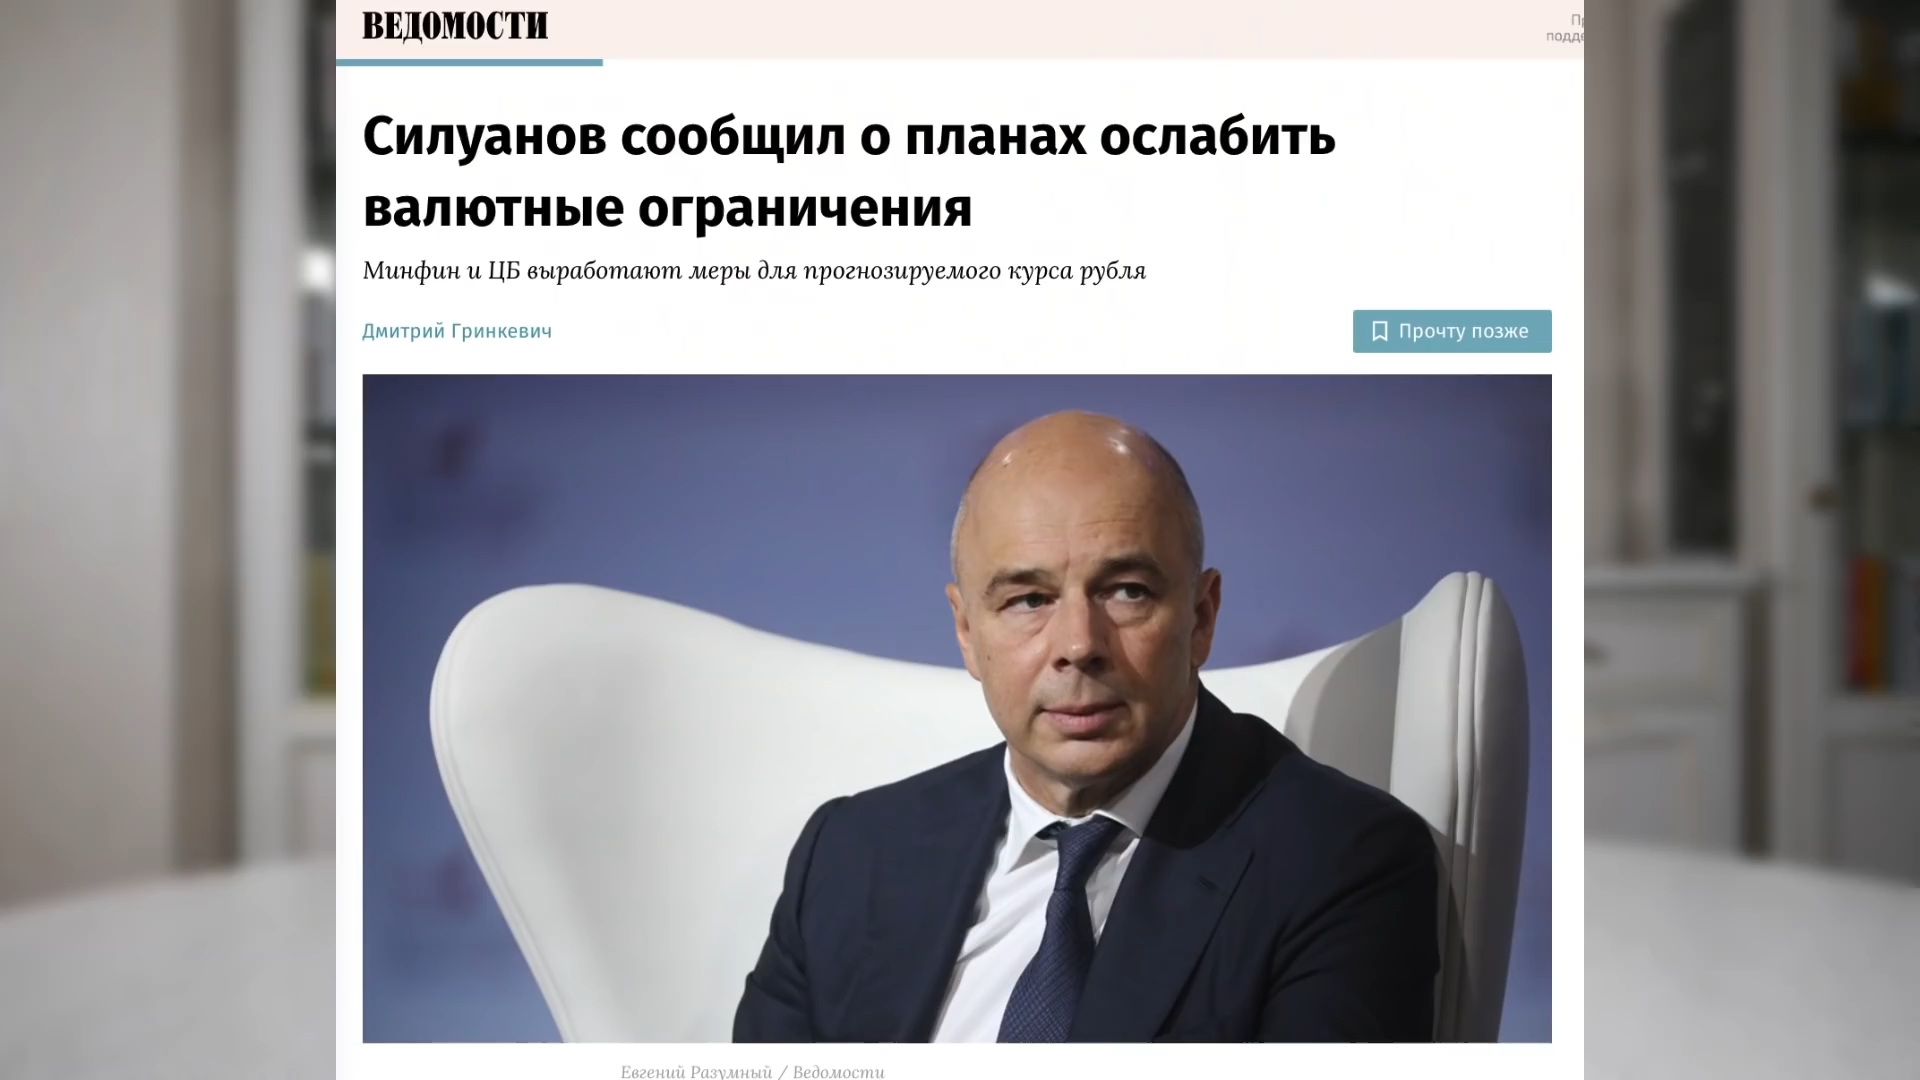 ВЕДОМОСТИ
Силуанов сообщил о планах ослабить
валютные ограничения
Минфин и ЦБ выработают меры для прогнозируемого курса рубля
Дмитрий Гринкевич
Прочту позже
Евгений Разумный / Ведомости